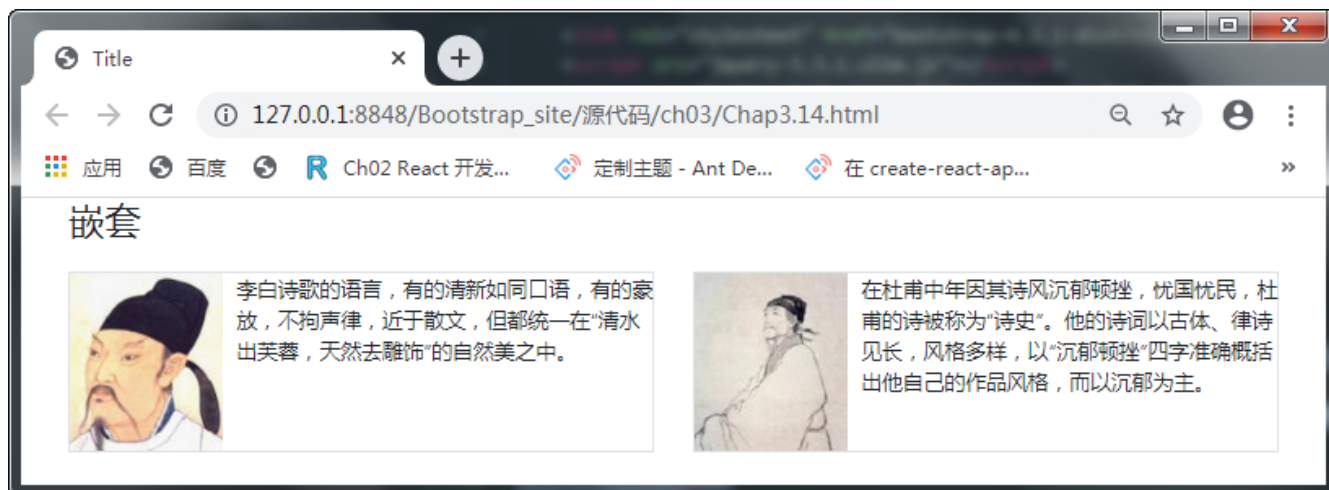 Title
127.0.0.1:8848/Bootstrap_site/源代码/ch03/Chap3.14.html
应用 百度 Ch02 React 开发... 定制主题 - Ant De... 在 create-react-ap...
嵌套
李白诗歌的语言，有的清新如同口语，有的豪
放，不拘声律，近于散文，但都统一在“清水
出芙蓉，天然去雕饰”的自然美之中。
在杜甫中年因其诗风沉郁顿挫，忧国忧民，杜
甫的诗被称为“诗史”。他的诗词以古体、律诗
见长，风格多样，以“沉郁顿挫”四字准确概括
出他自己的作品风格，而以沉郁为主。